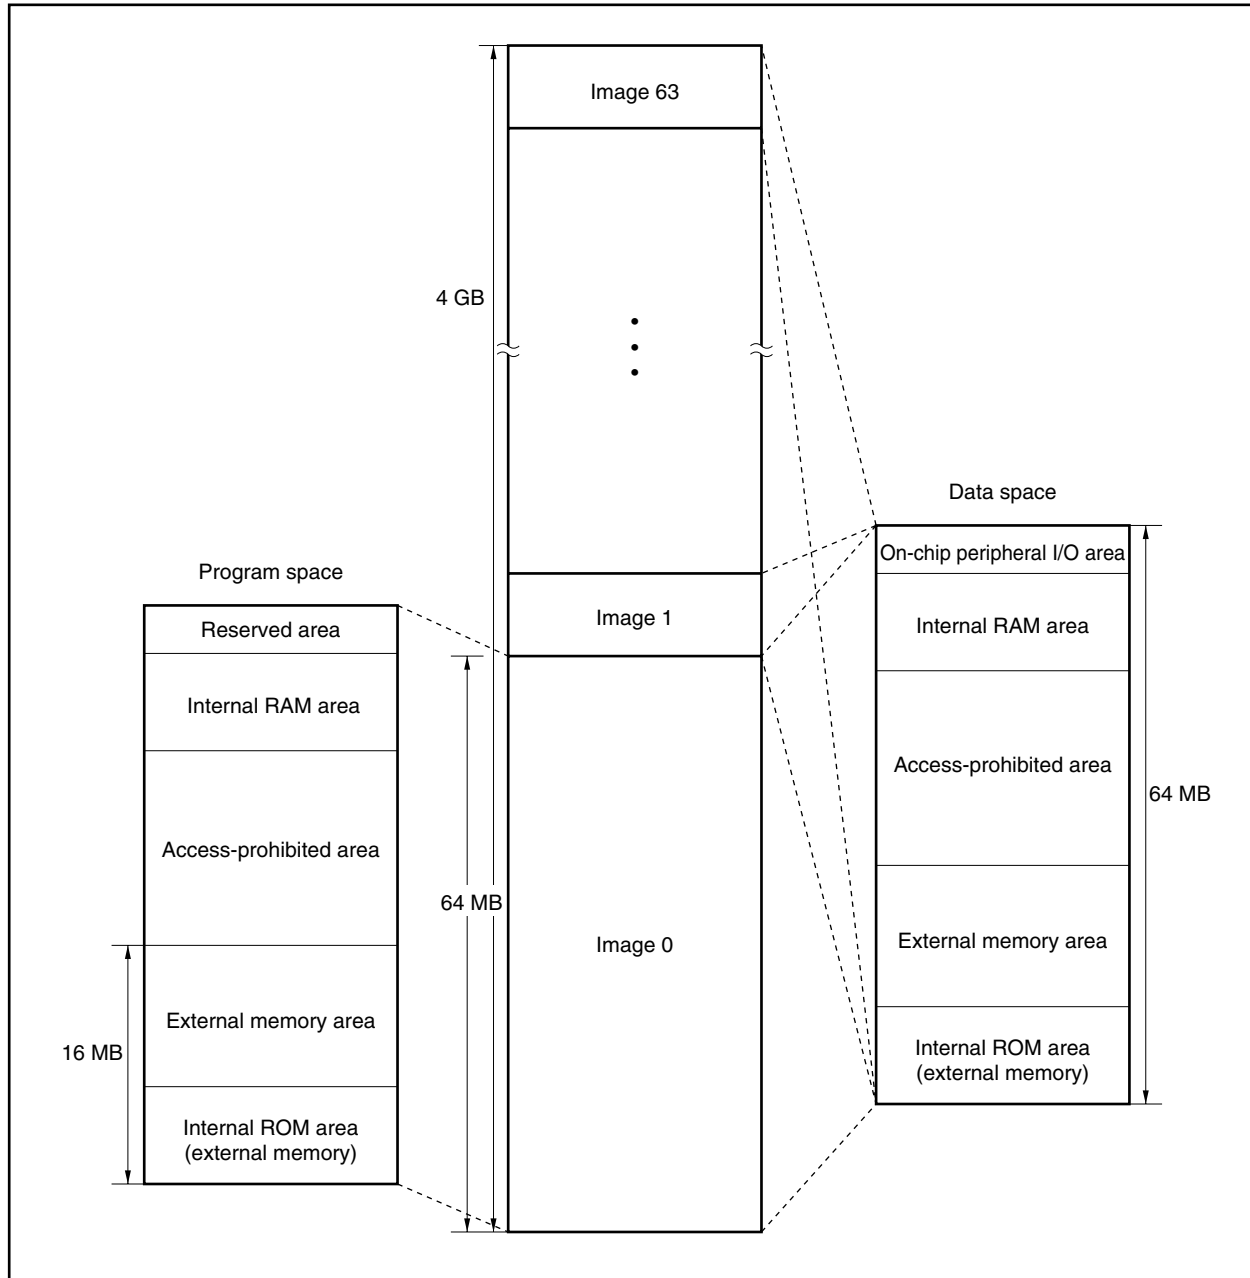 Image 63
4 GB
Data space
On-chip peripheral I/O area
Program space
Reserved area
Image 1
Internal RAM area
Internal RAM area
Access-prohibited area
64 MB
Access-prohibited area
64 MB
Image 0
External memory area
External memory area
16 MB
Internal ROM area
(external memory)
Internal ROM area
(external memory)